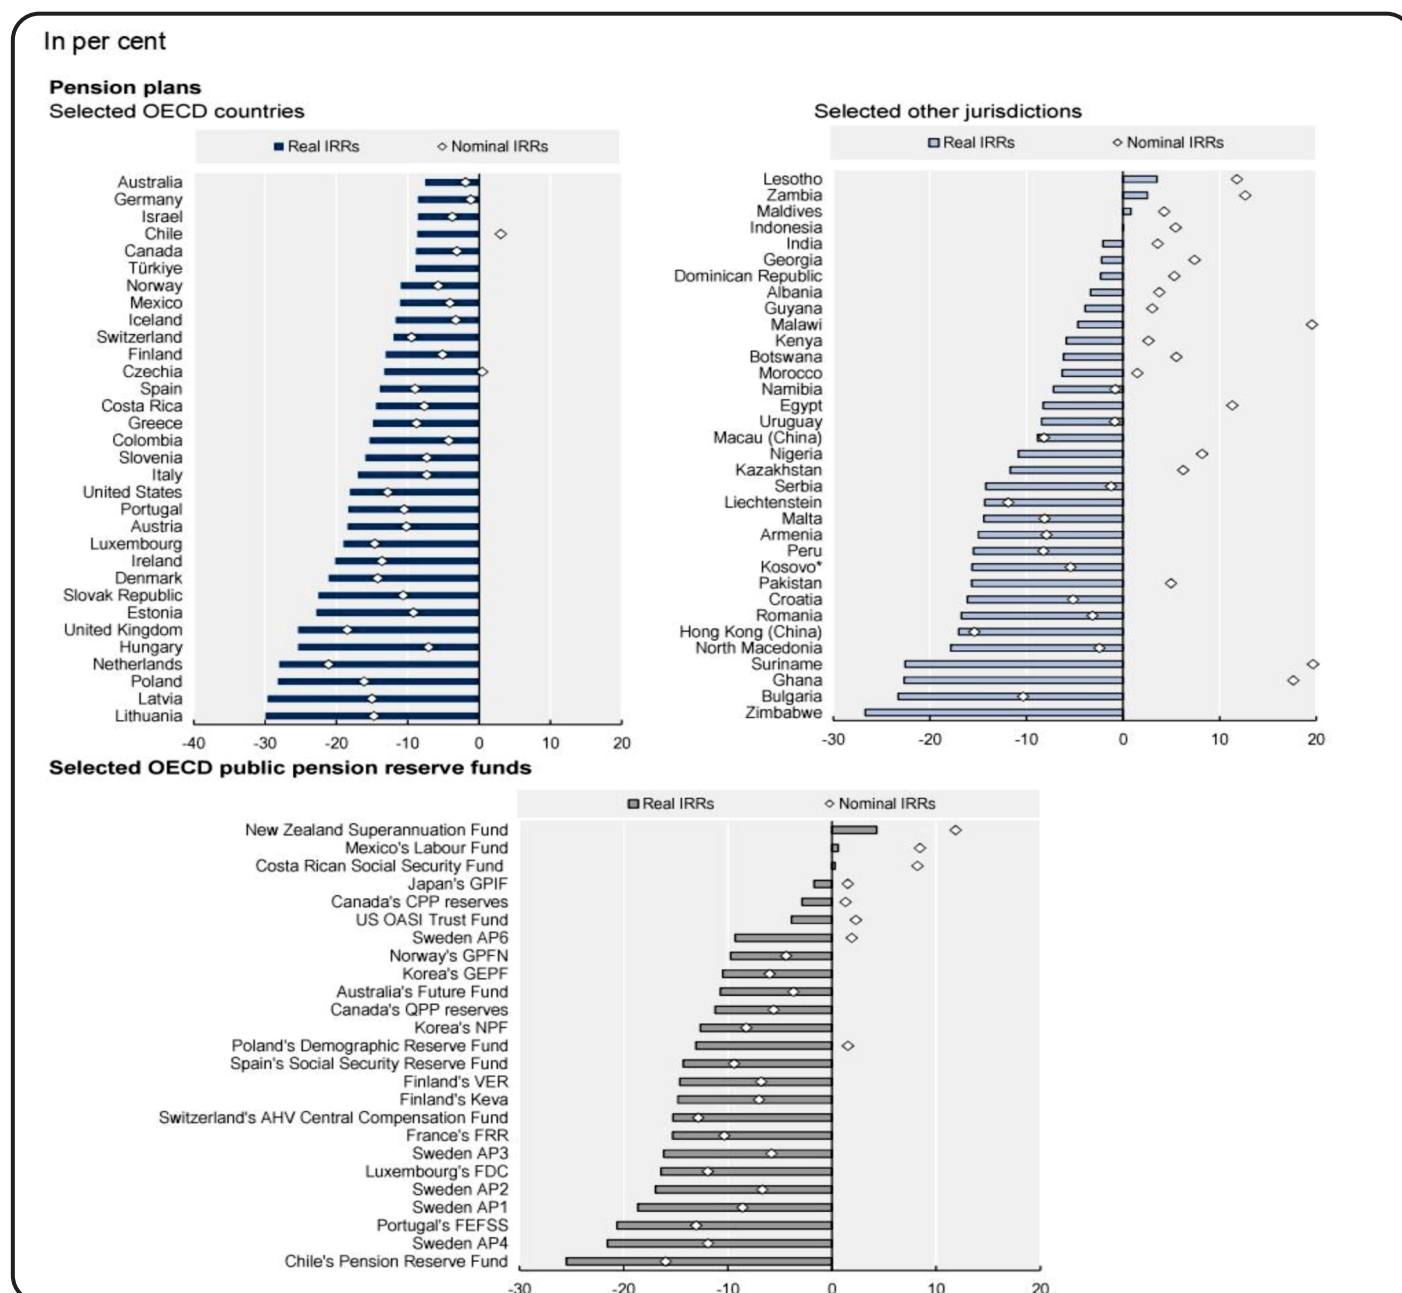 In per cent
Pension plans
Selected OECD countries
Real IRRs
Nominal IRRs
Australia
Germany
Israel
Chile
Canada
Türkiye
Norway
Mexico
Iceland
Switzerland
Finland
Czechia
Spain
Costa Rica
Greece
Colombia
Slovenia
Italy
United States
Portugal
Austria
Luxembourg
Ireland
Denmark
Slovak Republic
Estonia
United Kingdom
Hungary
Netherlands
Poland
Latvia
Lithuania
-40 -30 -20 -10 0 10 20
Selected other jurisdictions
Real IRRs
Nominal IRRs
Lesotho
Zambia
Maldives
Indonesia
India
Georgia
Dominican Republic
Albania
Guyana
Malawi
Kenya
Botswana
Morocco
Namibia
Egypt
Uruguay
Macau (China)
Nigeria
Kazakhstan
Serbia
Liechtenstein
Malta
Armenia
Peru
Kosovo*
Pakistan
Croatia
Romania
Hong Kong (China)
North Macedonia
Suriname
Ghana
Bulgaria
Zimbabwe
-30 -20 -10 0 10 20
Selected OECD public pension reserve funds
Real IRRs
Nominal IRRs
New Zealand Superannuation Fund
Mexico's Labour Fund
Costa Rican Social Security Fund
Japan's GPIF
Canada's CPP reserves
US OASI Trust Fund
Sweden AP6
Norway's GPFN
Korea's GEPF
Australia's Future Fund
Canada's QPP reserves
Korea's NPF
Poland's Demographic Reserve Fund
Spain's Social Security Reserve Fund
Finland's VER
Finland's Keva
Switzerland's AHV Central Compensation Fund
France's FRR
Sweden AP3
Luxembourg's FDC
Sweden AP2
Sweden AP1
Portugal's FEFSS
Sweden AP4
Chile's Pension Reserve Fund
-30 -20 -10 0 10 20